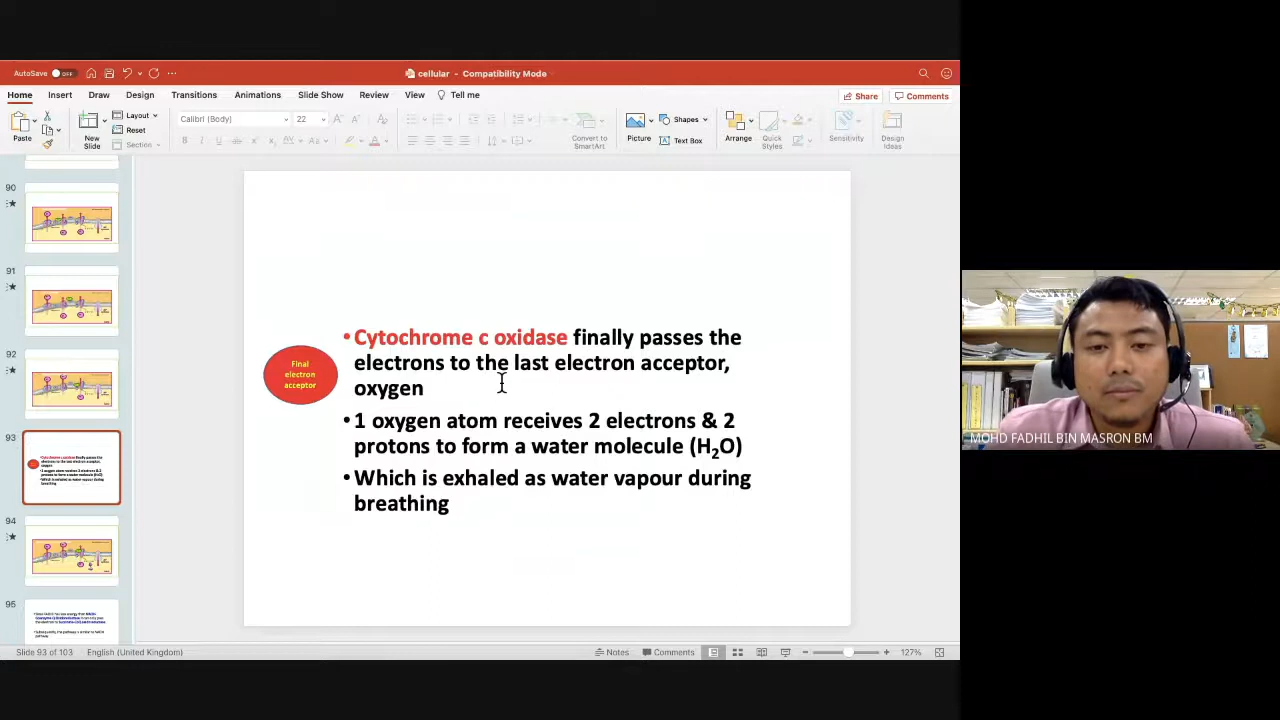 AutoSave OFF
cellular - Compatibility Mode
Home Insert Draw Design Transitions Animations Slide Show Review View Tell me
Share Comments
Paste
New Slide
Layout
Reset
Section
Calibri (Body) 22
Convert to SmartArt
Picture
Shapes
Text Box
Arrange
Quick Styles
Sensitivity
Design Ideas
90
91
92
93
94
95
Final
electron
acceptor
•Cytochrome c oxidase finally passes the
electrons to the last electron acceptor,
oxygen
•1 oxygen atom receives 2 electrons & 2
protons to form a water molecule (H₂O)
•Which is exhaled as water vapour during
breathing
MOHD FADHIL BIN MASRON BM
Slide 93 of 103 English (United Kingdom)
Notes Comments 127%